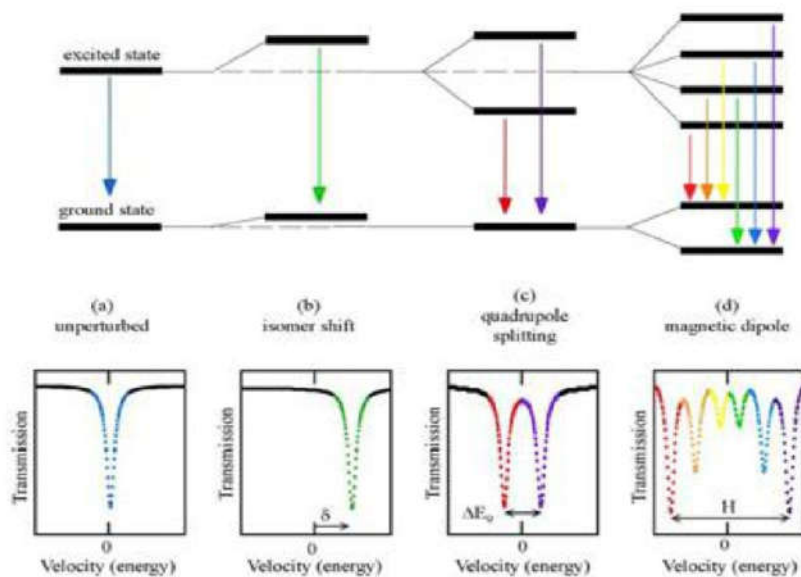 excited state
ground state
(a)
unperturbed
(b)
isomer shift
(c)
quadrupole
splitting
(d)
magnetic dipole
Transmission
0
Velocity (energy)
Transmission
δ
0
Velocity (energy)
Transmission
ΔE_Q
0
Velocity (energy)
Transmission
H
0
Velocity (energy)